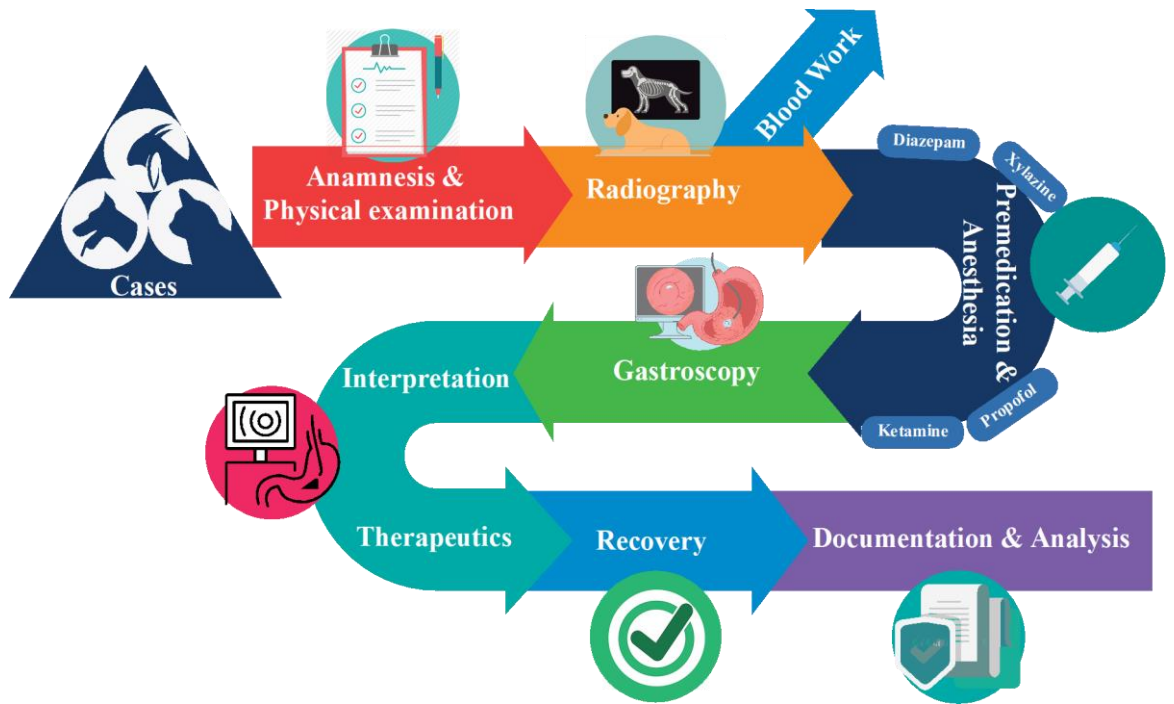 Cases
Anamnesis &
Physical examination
Radiography
Blood Work
Diazepam
Xylazine
Premedication &
Anesthesia
Propofol
Ketamine
Gastroscopy
Interpretation
Therapeutics
Recovery
Documentation & Analysis